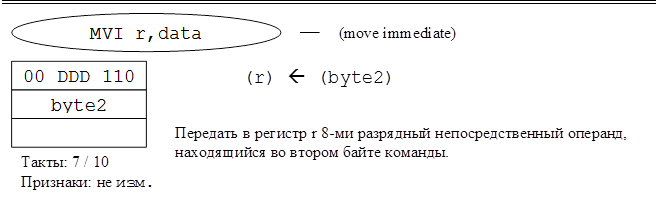 MVI r,data — (move immediate)
00 DDD 110 (r) ← (byte2)
byte2
Передать в регистр r 8-ми разрядный непосредственный операнд,
находящийся во втором байте команды.
Такты: 7 / 10
Признаки: не изм.